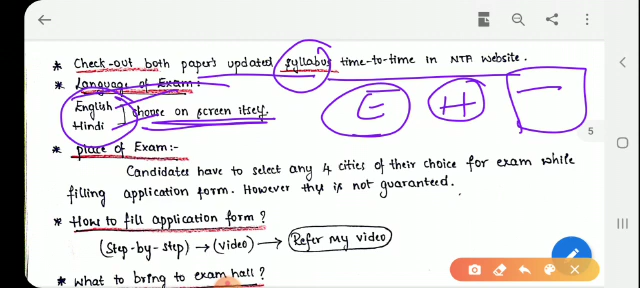 * Check-out both paper's updated syllabus time-to-time in NTA website.
* Language of Exam:-
English
Hindi ] choose on screen itself. E H
5
* Place of Exam:-
Candidates have to select any 4 cities of their choice for exam while
filling application form. However this is not guaranteed.
* How to fill application form?
(Step-by-step) → (video) → Refer my video
* What to bring to exam hall?